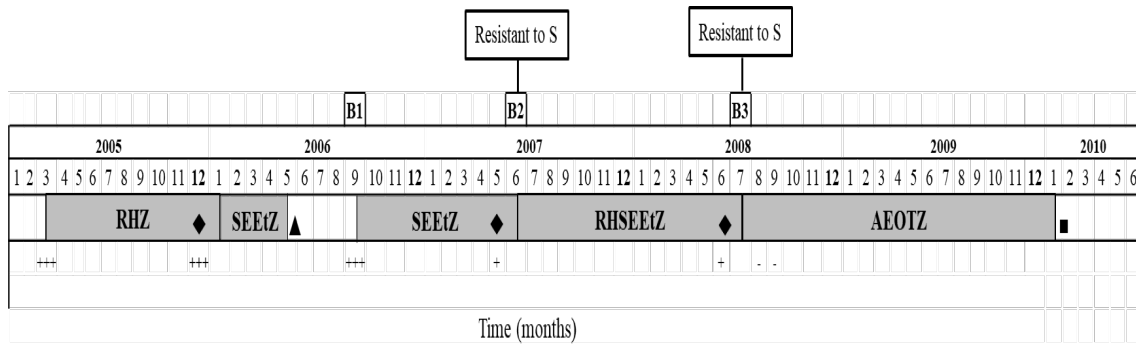 Resistant to S Resistant to S
B1 B2 B3
2005 2006 2007 2008 2009 2010
1 2 3 4 5 6 7 8 9 10 11 12 1 2 3 4 5 6 7 8 9 10 11 12 1 2 3 4 5 6 7 8 9 10 11 12 1 2 3 4 5 6 7 8 9 10 11 12 1 2 3 4 5 6 7 8 9 10 11 12 1 2 3 4 5 6
RHZ SEEtZ SEEtZ RHSEEtZ AEOTZ
+++ +++ +++ + + - -
Time (months)